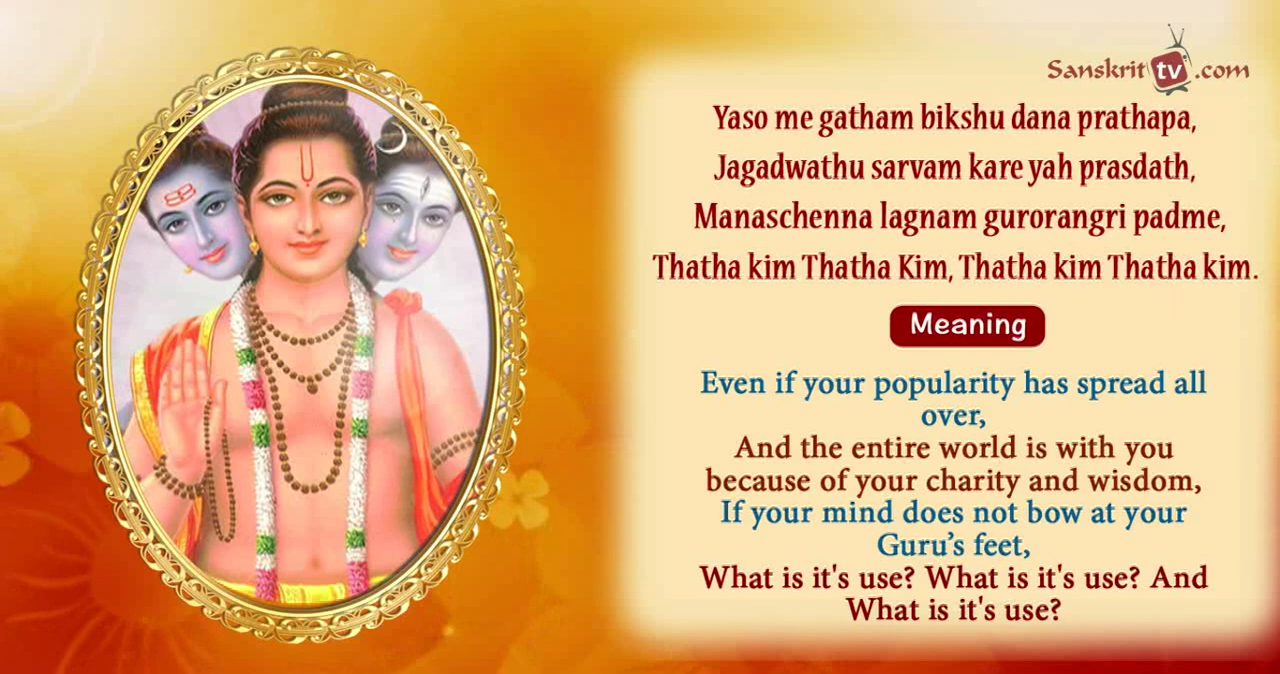 Sanskrit tv .com
Yaso me gatham bikshu dana prathapa,
Jagadwathu sarvam kare yah prasdath,
Manaschenna lagnam gurorangri padme,
Thatha kim Thatha Kim, Thatha kim Thatha kim.
Meaning
Even if your popularity has spread all
over,
And the entire world is with you
because of your charity and wisdom,
If your mind does not bow at your
Guru’s feet,
What is it's use? What is it's use? And
What is it's use?